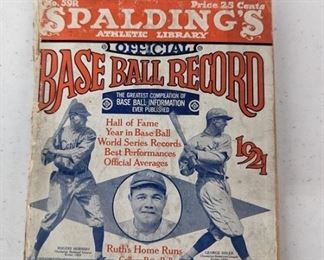 No. 59R
Price 25 Cents
SPALDING'S
ATHLETIC LIBRARY
OFFICIAL
BASE BALL RECORD
THE GREATEST COMPILATION OF
BASE BALL INFORMATION
EVER PUBLISHED
Hall of Fame
Year in Base Ball
World Series Records
Best Performances
Official Averages
1924
Ruth's Home Runs
ROGERS HORNSBY
GEORGE SISLER